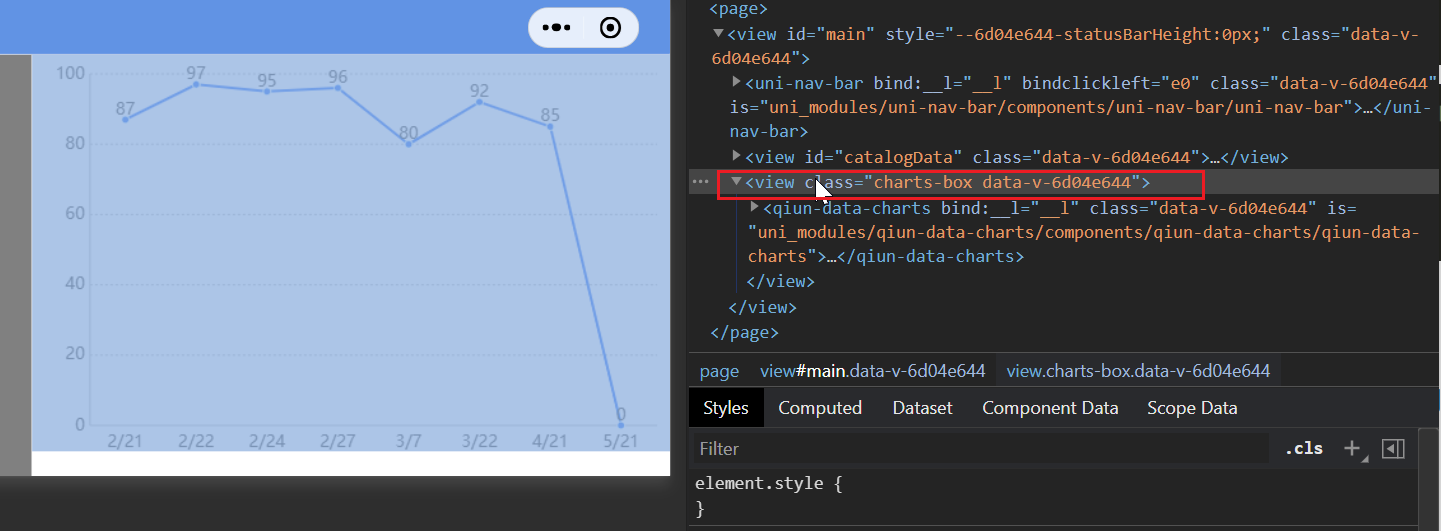 100
80
60
40
20
0
87
97
95
96
80
92
85
0
2/21 2/22 2/24 2/27 3/7 3/22 4/21 5/21
<page>
<view id="main" style="--6d04e644-statusBarHeight:0px;" class="data-v-
6d04e644">
<uni-nav-bar bind:__l="__l" bindclickleft="e0" class="data-v-6d04e644"
is="uni_modules/uni-nav-bar/components/uni-nav-bar/uni-nav-bar">…</uni-
nav-bar>
<view id="catalogData" class="data-v-6d04e644">…</view>
<view class="charts-box data-v-6d04e644">
<qiun-data-charts bind:__l="__l" class="data-v-6d04e644" is=
"uni_modules/qiun-data-charts/components/qiun-data-charts/qiun-data-
charts">…</qiun-data-charts>
</view>
</view>
</page>
page view#main.data-v-6d04e644 view.charts-box.data-v-6d04e644
Styles Computed Dataset Component Data Scope Data
Filter .cls
element.style {
}